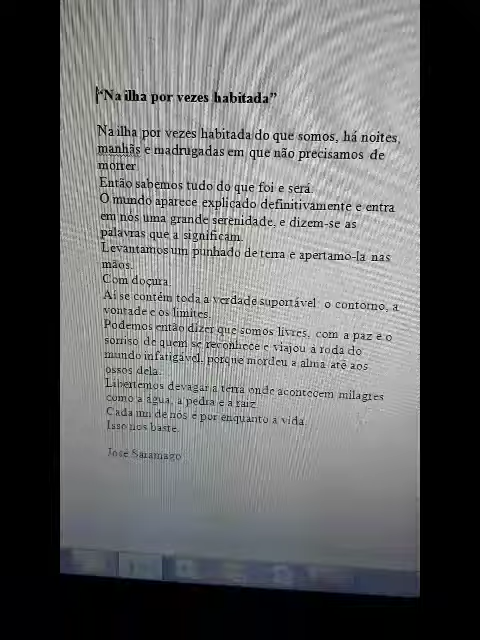 "Na ilha por vezes habitada"
Na ilha por vezes habitada do que somos, há noites,
manhãs e madrugadas em que não precisamos de
morrer.
Então sabemos tudo do que foi e será.
O mundo aparece explicado definitivamente e entra
em nós uma grande serenidade, e dizem-se as
palavras que a significam.
Levantamos um punhado de terra e apertamo-la nas
mãos.
Com doçura.
Aí se contém toda a verdade suportável: o contorno, a
vontade e os limites.
Podemos então dizer que somos livres, com a paz e o
sorriso de quem se reconhece e viajou à roda do
mundo infatigável, porque mordeu a alma até aos
ossos dela.
Libertemos devagar a terra onde acontecem milagres
como a água, a pedra e a raiz.
Cada um de nós é por enquanto a vida.
Isso nos baste.
José Saramago